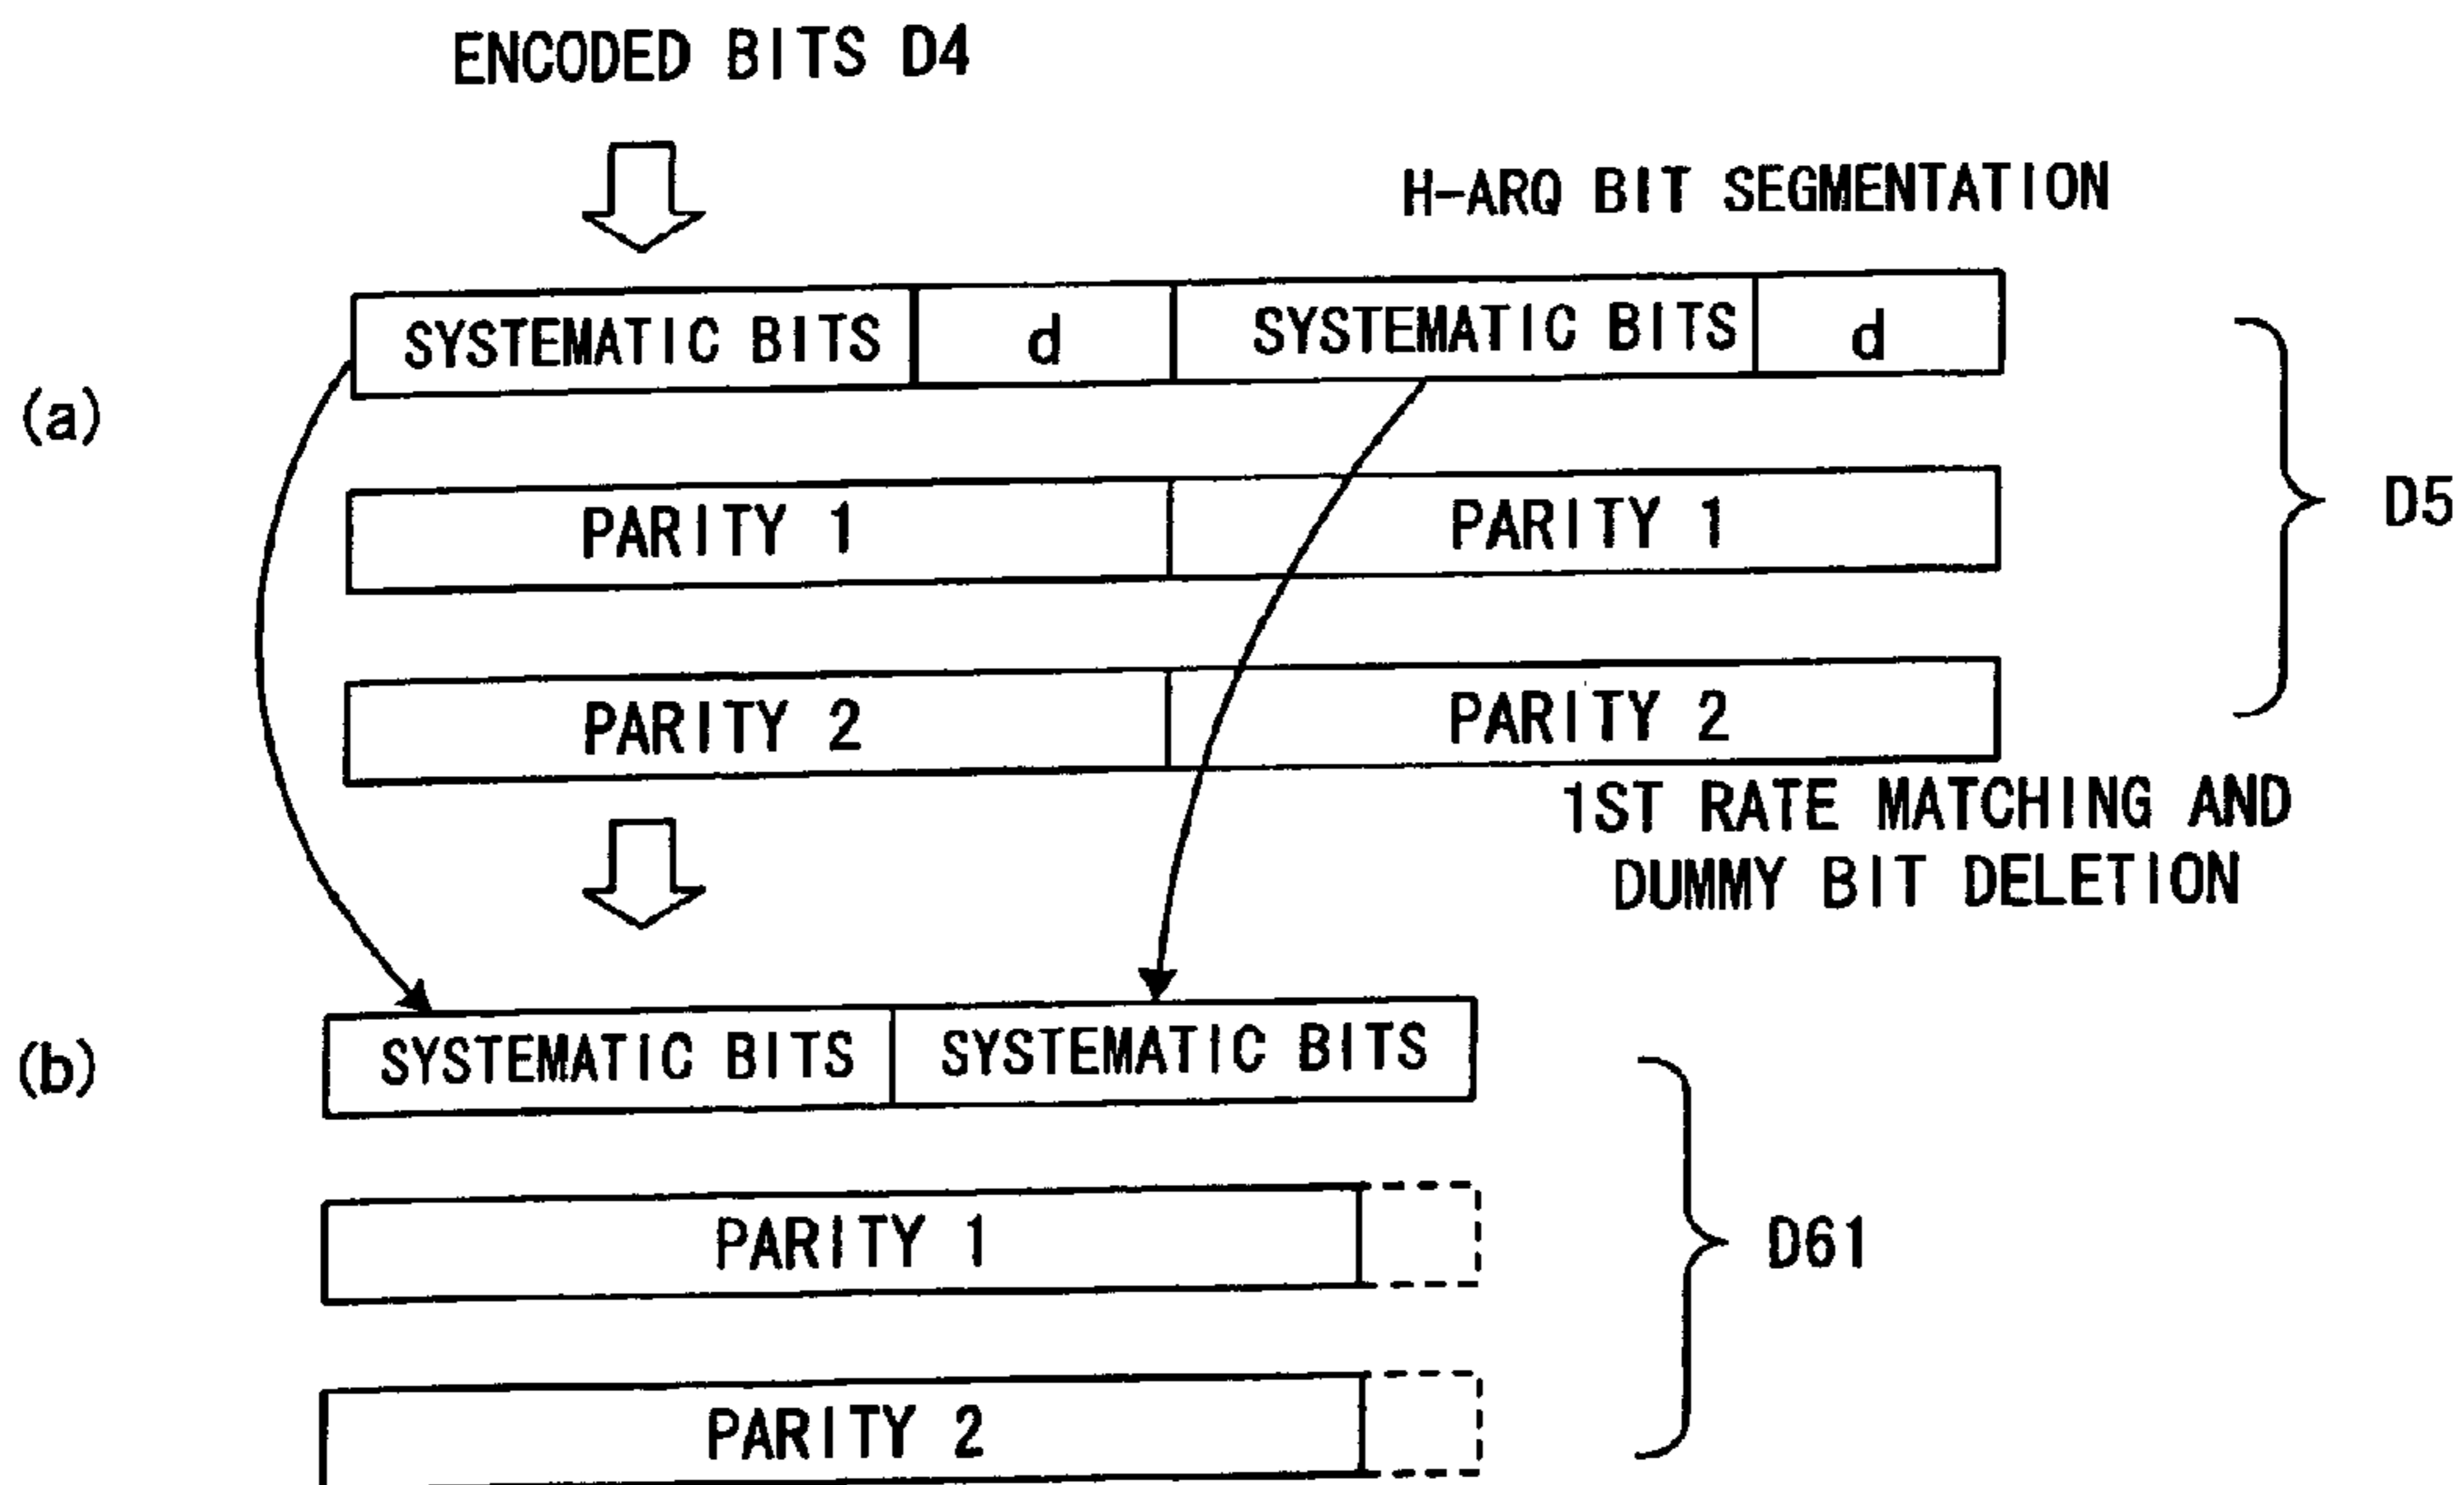 ENCODED BITS D4
H-ARQ BIT SEGMENTATION
SYSTEMATIC BITS d SYSTEMATIC BITS d
(a)
PARITY 1 PARITY 1
D5
PARITY 2 PARITY 2
1ST RATE MATCHING AND
DUMMY BIT DELETION
(b)
SYSTEMATIC BITS SYSTEMATIC BITS
PARITY 1
D61
PARITY 2